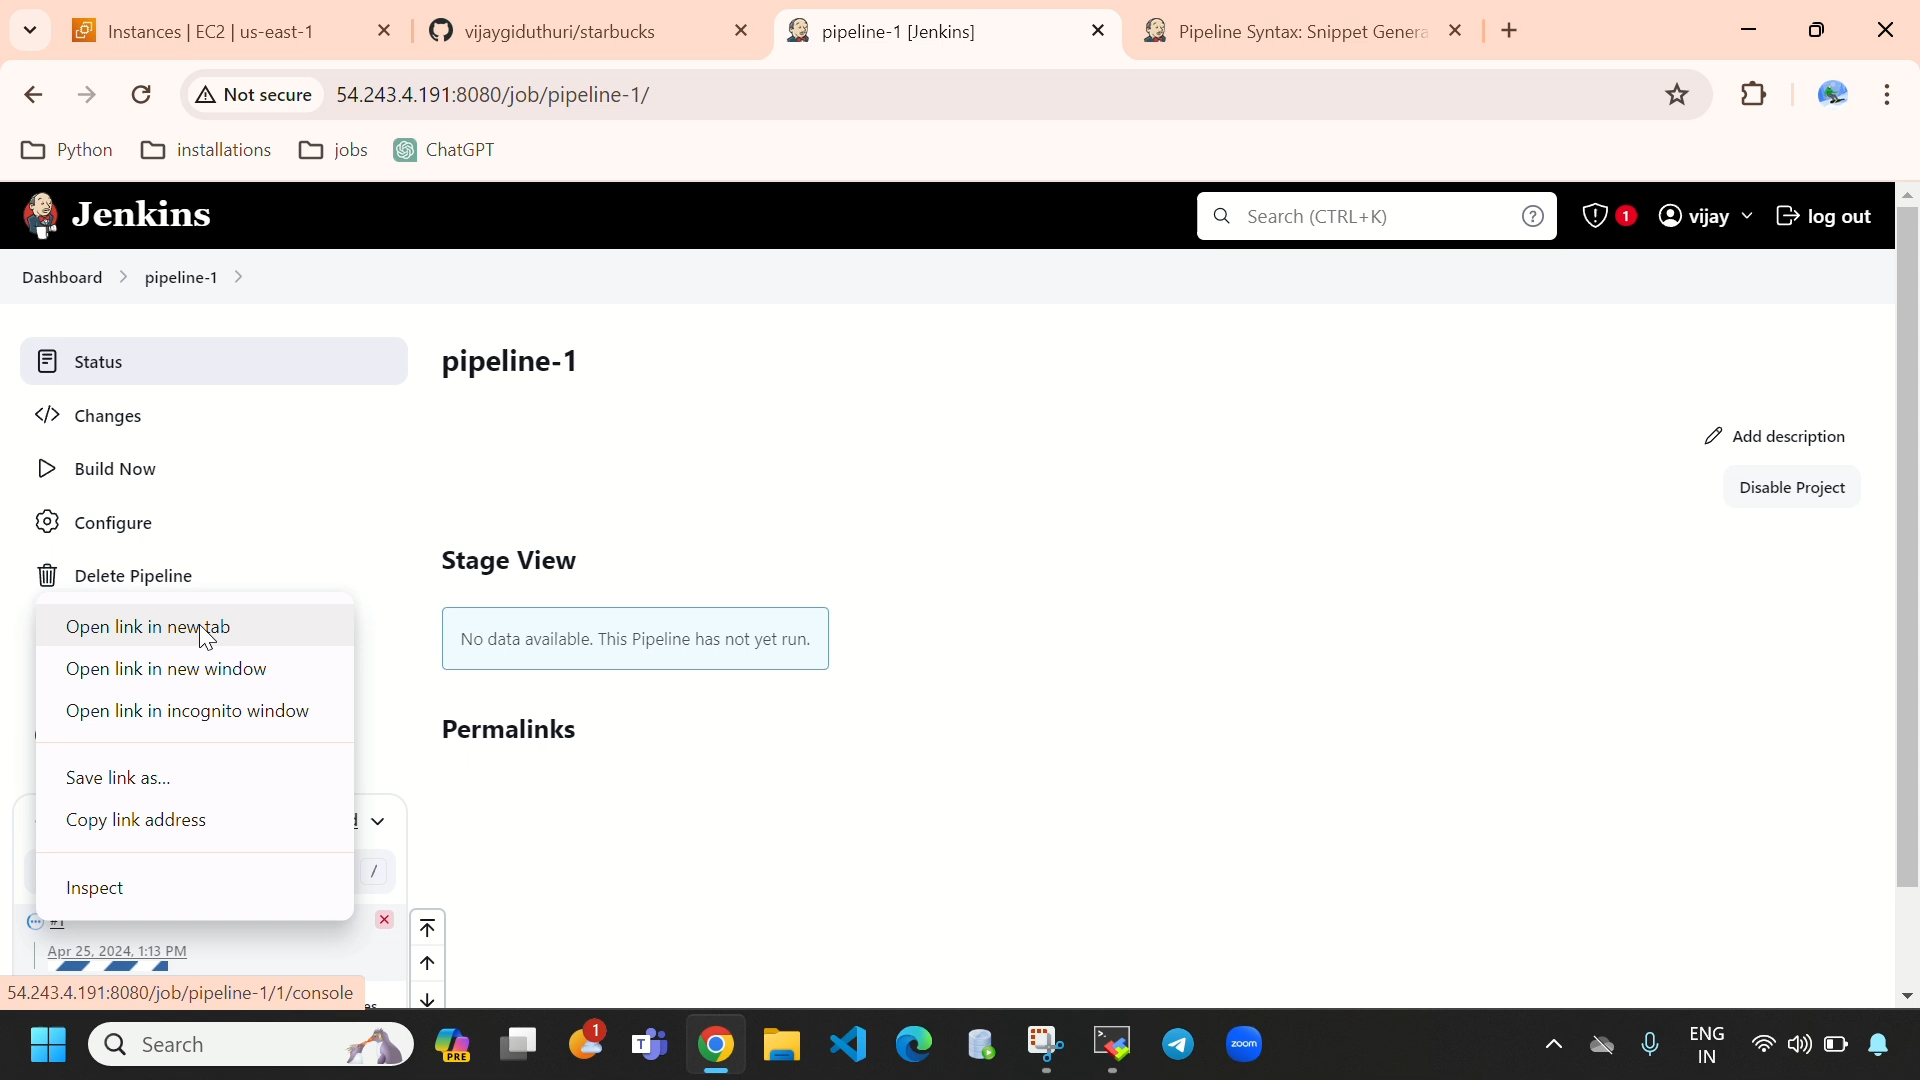 Instances | EC2 | us-east-1
vijaygiduthuri/starbucks
pipeline-1 [Jenkins]
Pipeline Syntax: Snippet Genera
Not secure
54.243.4.191:8080/job/pipeline-1/
Python
installations
jobs
ChatGPT
Jenkins
Search (CTRL+K)
1
vijay
log out
Dashboard
pipeline-1
Status
Changes
Build Now
Configure
Delete Pipeline
pipeline-1
Add description
Disable Project
Stage View
No data available. This Pipeline has not yet run.
Permalinks
Open link in new tab
Open link in new window
Open link in incognito window
Save link as...
Copy link address
Inspect
/
#1
Apr 25, 2024, 1:13 PM
54.243.4.191:8080/job/pipeline-1/1/console
Search
PRE
1
zoom
ENG
IN